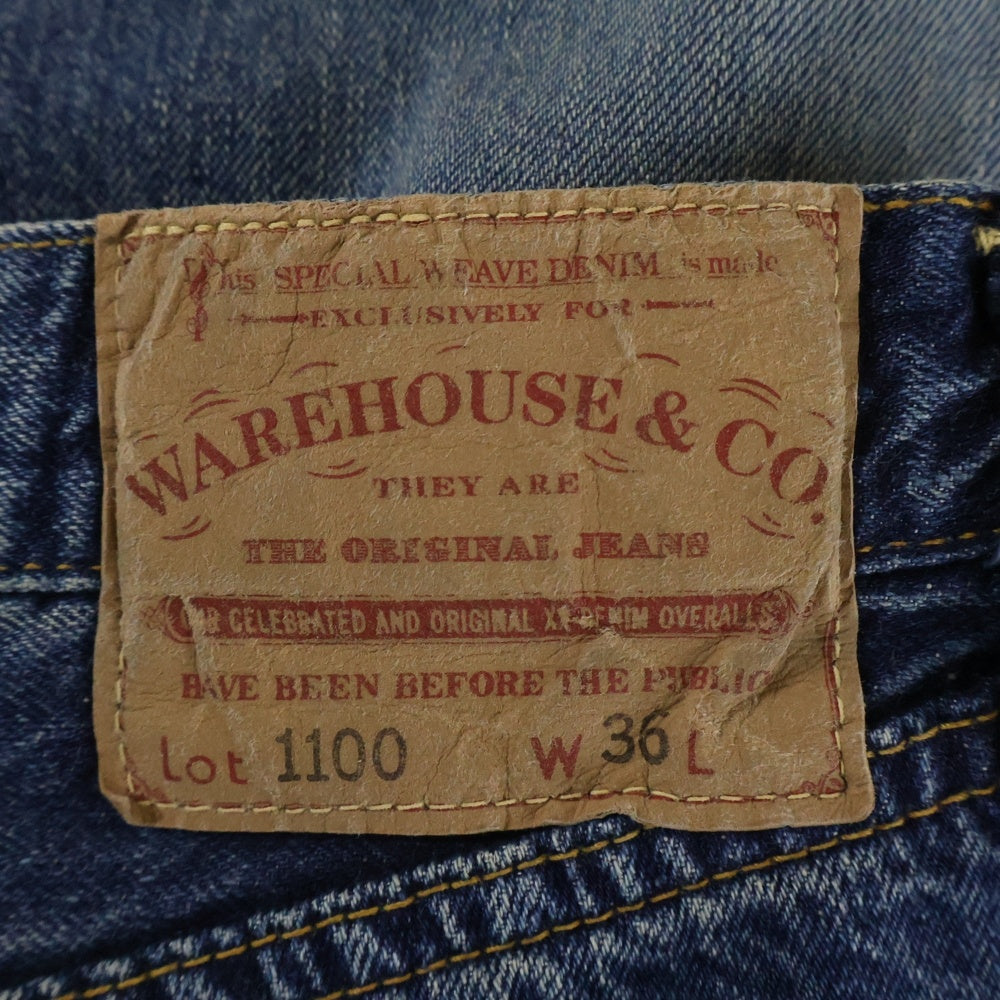 This SPECIAL WEAVE DENIM is made
EXCLUSIVELY FOR
WAREHOUSE & CO.
THEY ARE
THE ORIGINAL JEANS
CELEBRATED AND ORIGINAL XX DENIM OVERALLS
HAVE BEEN BEFORE THE PUBLIC
Lot 1100 W 36 L